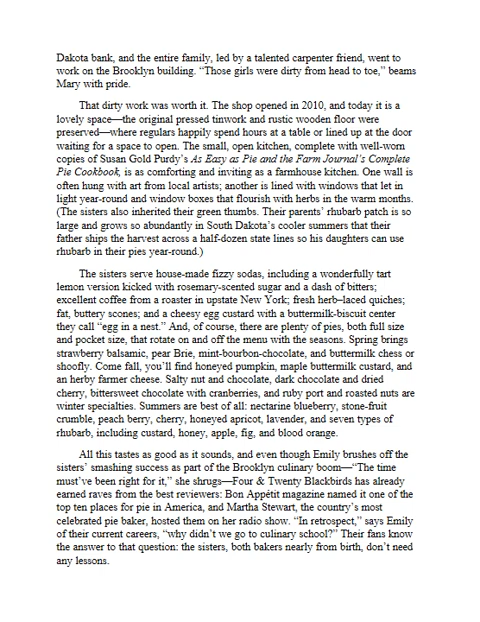 Dakota bank, and the entire family, led by a talented carpenter friend, went to
work on the Brooklyn building. “Those girls were dirty from head to toe,” beams
Mary with pride.
That dirty work was worth it. The shop opened in 2010, and today it is a
lovely space—the original pressed tinwork and rustic wooden floor were
preserved—where regulars happily spend hours at a table or lined up at the door
waiting for a space to open. The small, open kitchen, complete with well-worn
copies of Susan Gold Purdy’s As Easy as Pie and the Farm Journal’s Complete
Pie Cookbook, is as comforting and inviting as a farmhouse kitchen. One wall is
often hung with art from local artists; another is lined with windows that let in
light year-round and window boxes that flourish with herbs in the warm months.
(The sisters also inherited their green thumbs. Their parents’ rhubarb patch is so
large and grows so abundantly in South Dakota’s cooler summers that their
father ships the harvest across a half-dozen state lines so his daughters can use
rhubarb in their pies year-round.)
The sisters serve house-made fizzy sodas, including a wonderfully tart
lemon version kicked with rosemary-scented sugar and a dash of bitters;
excellent coffee from a roaster in upstate New York; fresh herb–laced quiches;
fat, buttery scones; and a cheesy egg custard with a buttermilk-biscuit center
they call “egg in a nest.” And, of course, there are plenty of pies, both full size
and pocket size, that rotate on and off the menu with the seasons. Spring brings
strawberry balsamic, pear Brie, mint-bourbon-chocolate, and buttermilk chess or
shoofly. Come fall, you’ll find honeyed pumpkin, maple buttermilk custard, and
an herby farmer cheese. Salty nut and chocolate, dark chocolate and dried
cherry, bittersweet chocolate with cranberries, and ruby port and roasted nuts are
winter specialties. Summers are best of all: nectarine blueberry, stone-fruit
crumble, peach berry, cherry, honeyed apricot, lavender, and seven types of
rhubarb, including custard, honey, apple, fig, and blood orange.
All this tastes as good as it sounds, and even though Emily brushes off the
sisters’ smashing success as part of the Brooklyn culinary boom—“The time
must’ve been right for it,” she shrugs—Four & Twenty Blackbirds has already
earned raves from the best reviewers: Bon Appétit magazine named it one of the
top ten places for pie in America, and Martha Stewart, the country’s most
celebrated pie baker, hosted them on her radio show. “In retrospect,” says Emily
of their current careers, “why didn’t we go to culinary school?” Their fans know
the answer to that question: the sisters, both bakers nearly from birth, don’t need
any lessons.